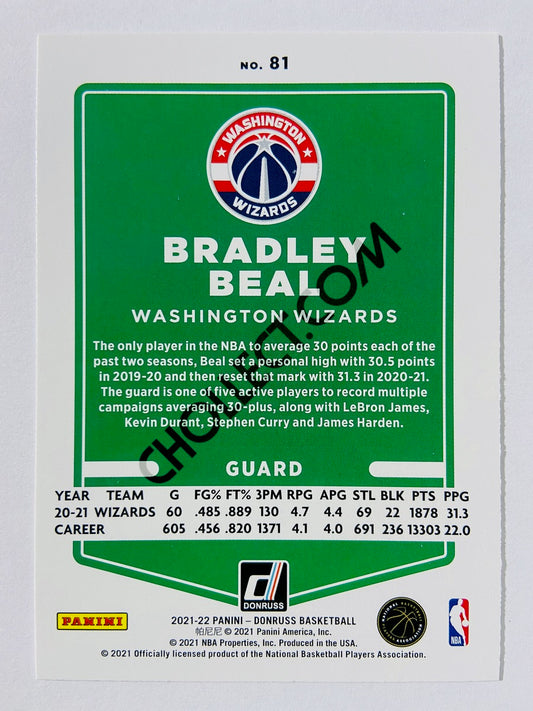 NO. 81
WASHINGTON
WIZARDS
BRADLEY
BEAL
WASHINGTON WIZARDS
The only player in the NBA to average 30 points each of the
past two seasons, Beal set a personal high with 30.5 points
in 2019-20 and then reset that mark with 31.3 in 2020-21.
The guard is one of five active players to record multiple
campaigns averaging 30-plus, along with LeBron James,
Kevin Durant, Stephen Curry and James Harden.
CHOLLECT.COM
GUARD
YEAR TEAM G FG% FT% 3PM RPG APG STL BLK PTS PPG
20-21 WIZARDS 60 .485 .889 130 4.7 4.4 69 22 1878 31.3
CAREER 605 .456 .820 1371 4.1 4.0 691 236 13303 22.0
DONRUSS
PANINI
2021-22 PANINI – DONRUSS BASKETBALL
帕尼尼 © 2021 Panini America, Inc.
© 2021 NBA Properties, Inc. Produced in the USA.
© 2021 Officially licensed product of the National Basketball Players Association.
NBA